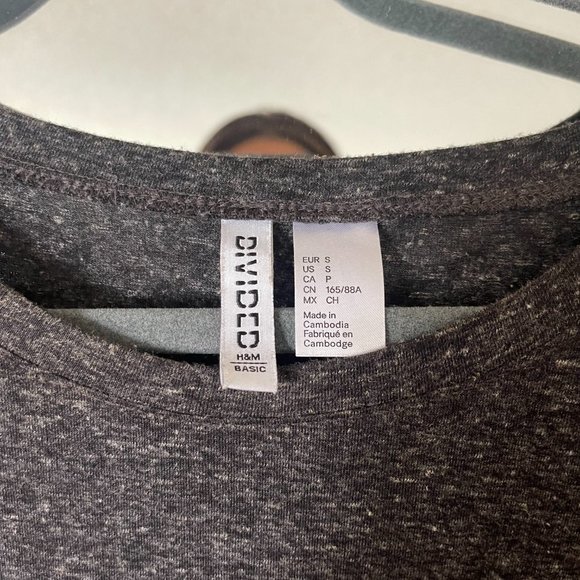 DIVIDED
H&M
BASIC
EUR S
US S
CA P
CN 165/88A
MX CH
Made in
Cambodia
Fabriqué en
Cambodge